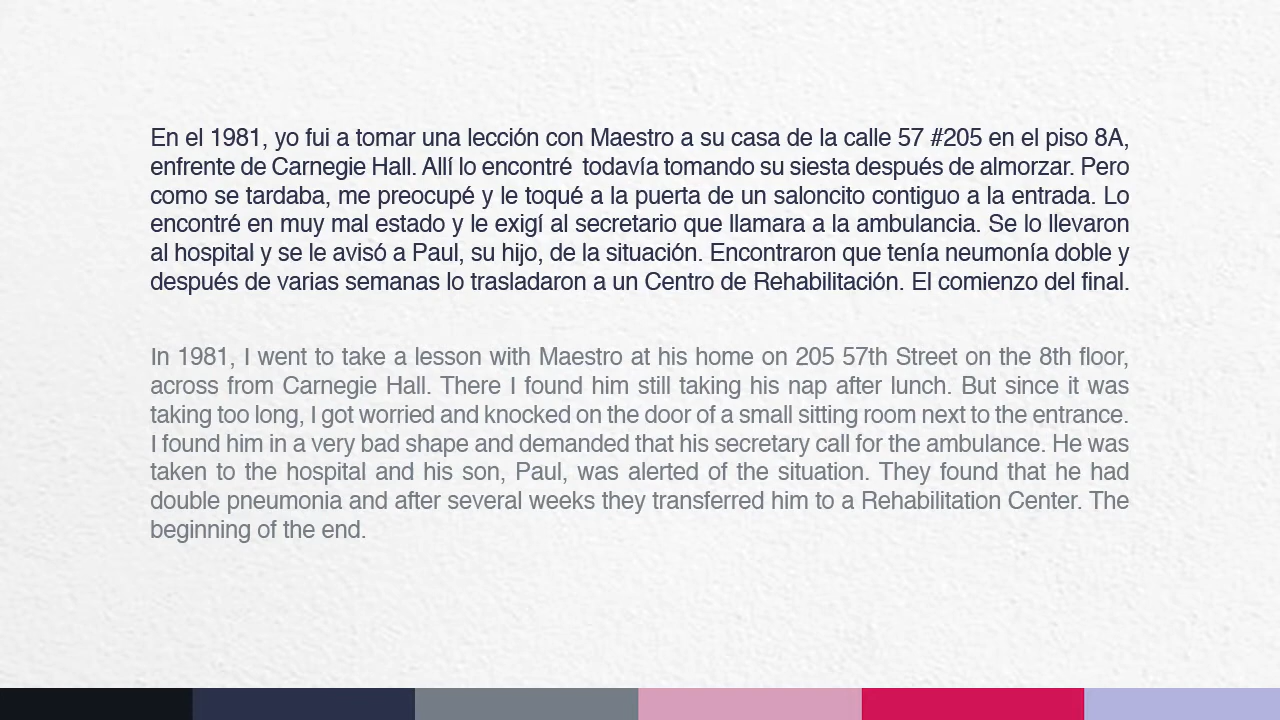 En el 1981, yo fui a tomar una lección con Maestro a su casa de la calle 57 #205 en el piso 8A,
enfrente de Carnegie Hall. Allí lo encontré  todavía tomando su siesta después de almorzar. Pero
como se tardaba, me preocupé y le toqué a la puerta de un saloncito contiguo a la entrada. Lo
encontré en muy mal estado y le exigí al secretario que llamara a la ambulancia. Se lo llevaron
al hospital y se le avisó a Paul, su hijo, de la situación. Encontraron que tenía neumonía doble y
después de varias semanas lo trasladaron a un Centro de Rehabilitación. El comienzo del final.
In 1981, I went to take a lesson with Maestro at his home on 205 57th Street on the 8th floor,
across from Carnegie Hall. There I found him still taking his nap after lunch. But since it was
taking too long, I got worried and knocked on the door of a small sitting room next to the entrance.
I found him in a very bad shape and demanded that his secretary call for the ambulance. He was
taken to the hospital and his son, Paul, was alerted of the situation. They found that he had
double pneumonia and after several weeks they transferred him to a Rehabilitation Center. The
beginning of the end.